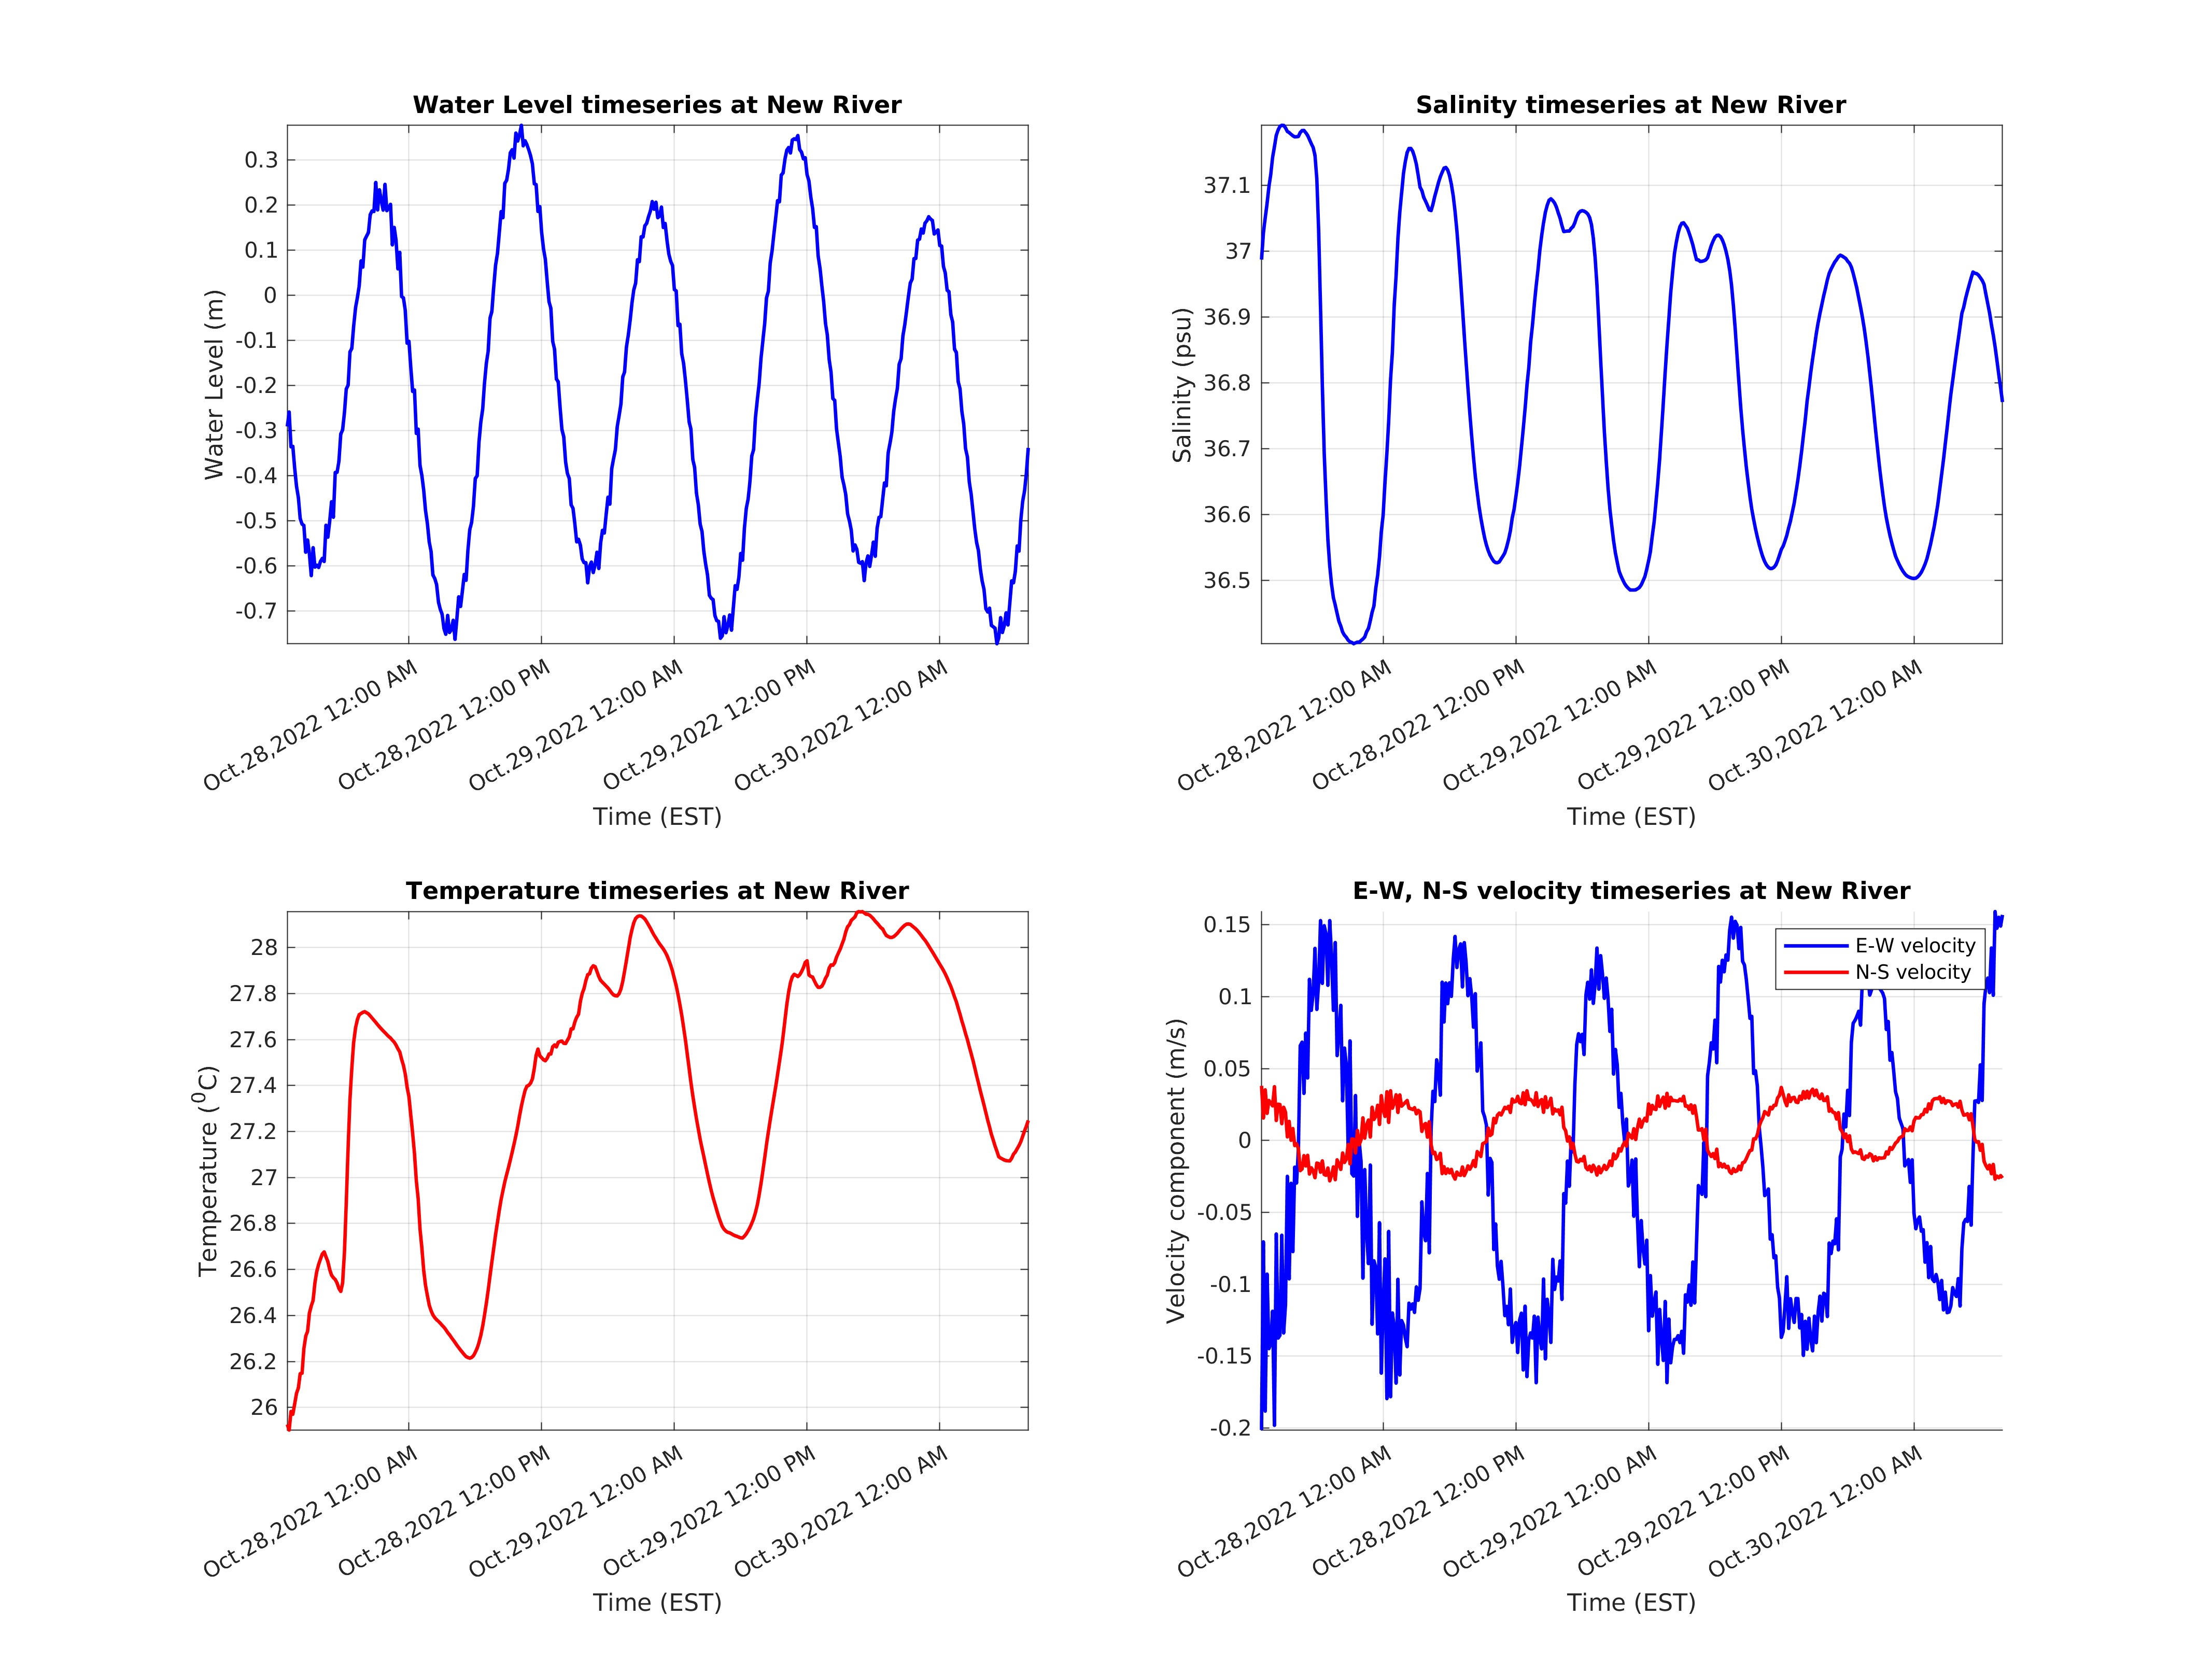 Water Level timeseries at New River
Water Level (m)
0.3
0.2
0.1
0
-0.1
-0.2
-0.3
-0.4
-0.5
-0.6
-0.7
Oct.28,2022 12:00 AM
Oct.28,2022 12:00 PM
Oct.29,2022 12:00 AM
Oct.29,2022 12:00 PM
Oct.30,2022 12:00 AM
Time (EST)
Salinity timeseries at New River
Salinity (psu)
37.1
37
36.9
36.8
36.7
36.6
36.5
Oct.28,2022 12:00 AM
Oct.28,2022 12:00 PM
Oct.29,2022 12:00 AM
Oct.29,2022 12:00 PM
Oct.30,2022 12:00 AM
Time (EST)
Temperature timeseries at New River
Temperature (⁰C)
28
27.8
27.6
27.4
27.2
27
26.8
26.6
26.4
26.2
26
Oct.28,2022 12:00 AM
Oct.28,2022 12:00 PM
Oct.29,2022 12:00 AM
Oct.29,2022 12:00 PM
Oct.30,2022 12:00 AM
Time (EST)
E-W, N-S velocity timeseries at New River
Velocity component (m/s)
0.15
0.1
0.05
0
-0.05
-0.1
-0.15
-0.2
E-W velocity
N-S velocity
Oct.28,2022 12:00 AM
Oct.28,2022 12:00 PM
Oct.29,2022 12:00 AM
Oct.29,2022 12:00 PM
Oct.30,2022 12:00 AM
Time (EST)